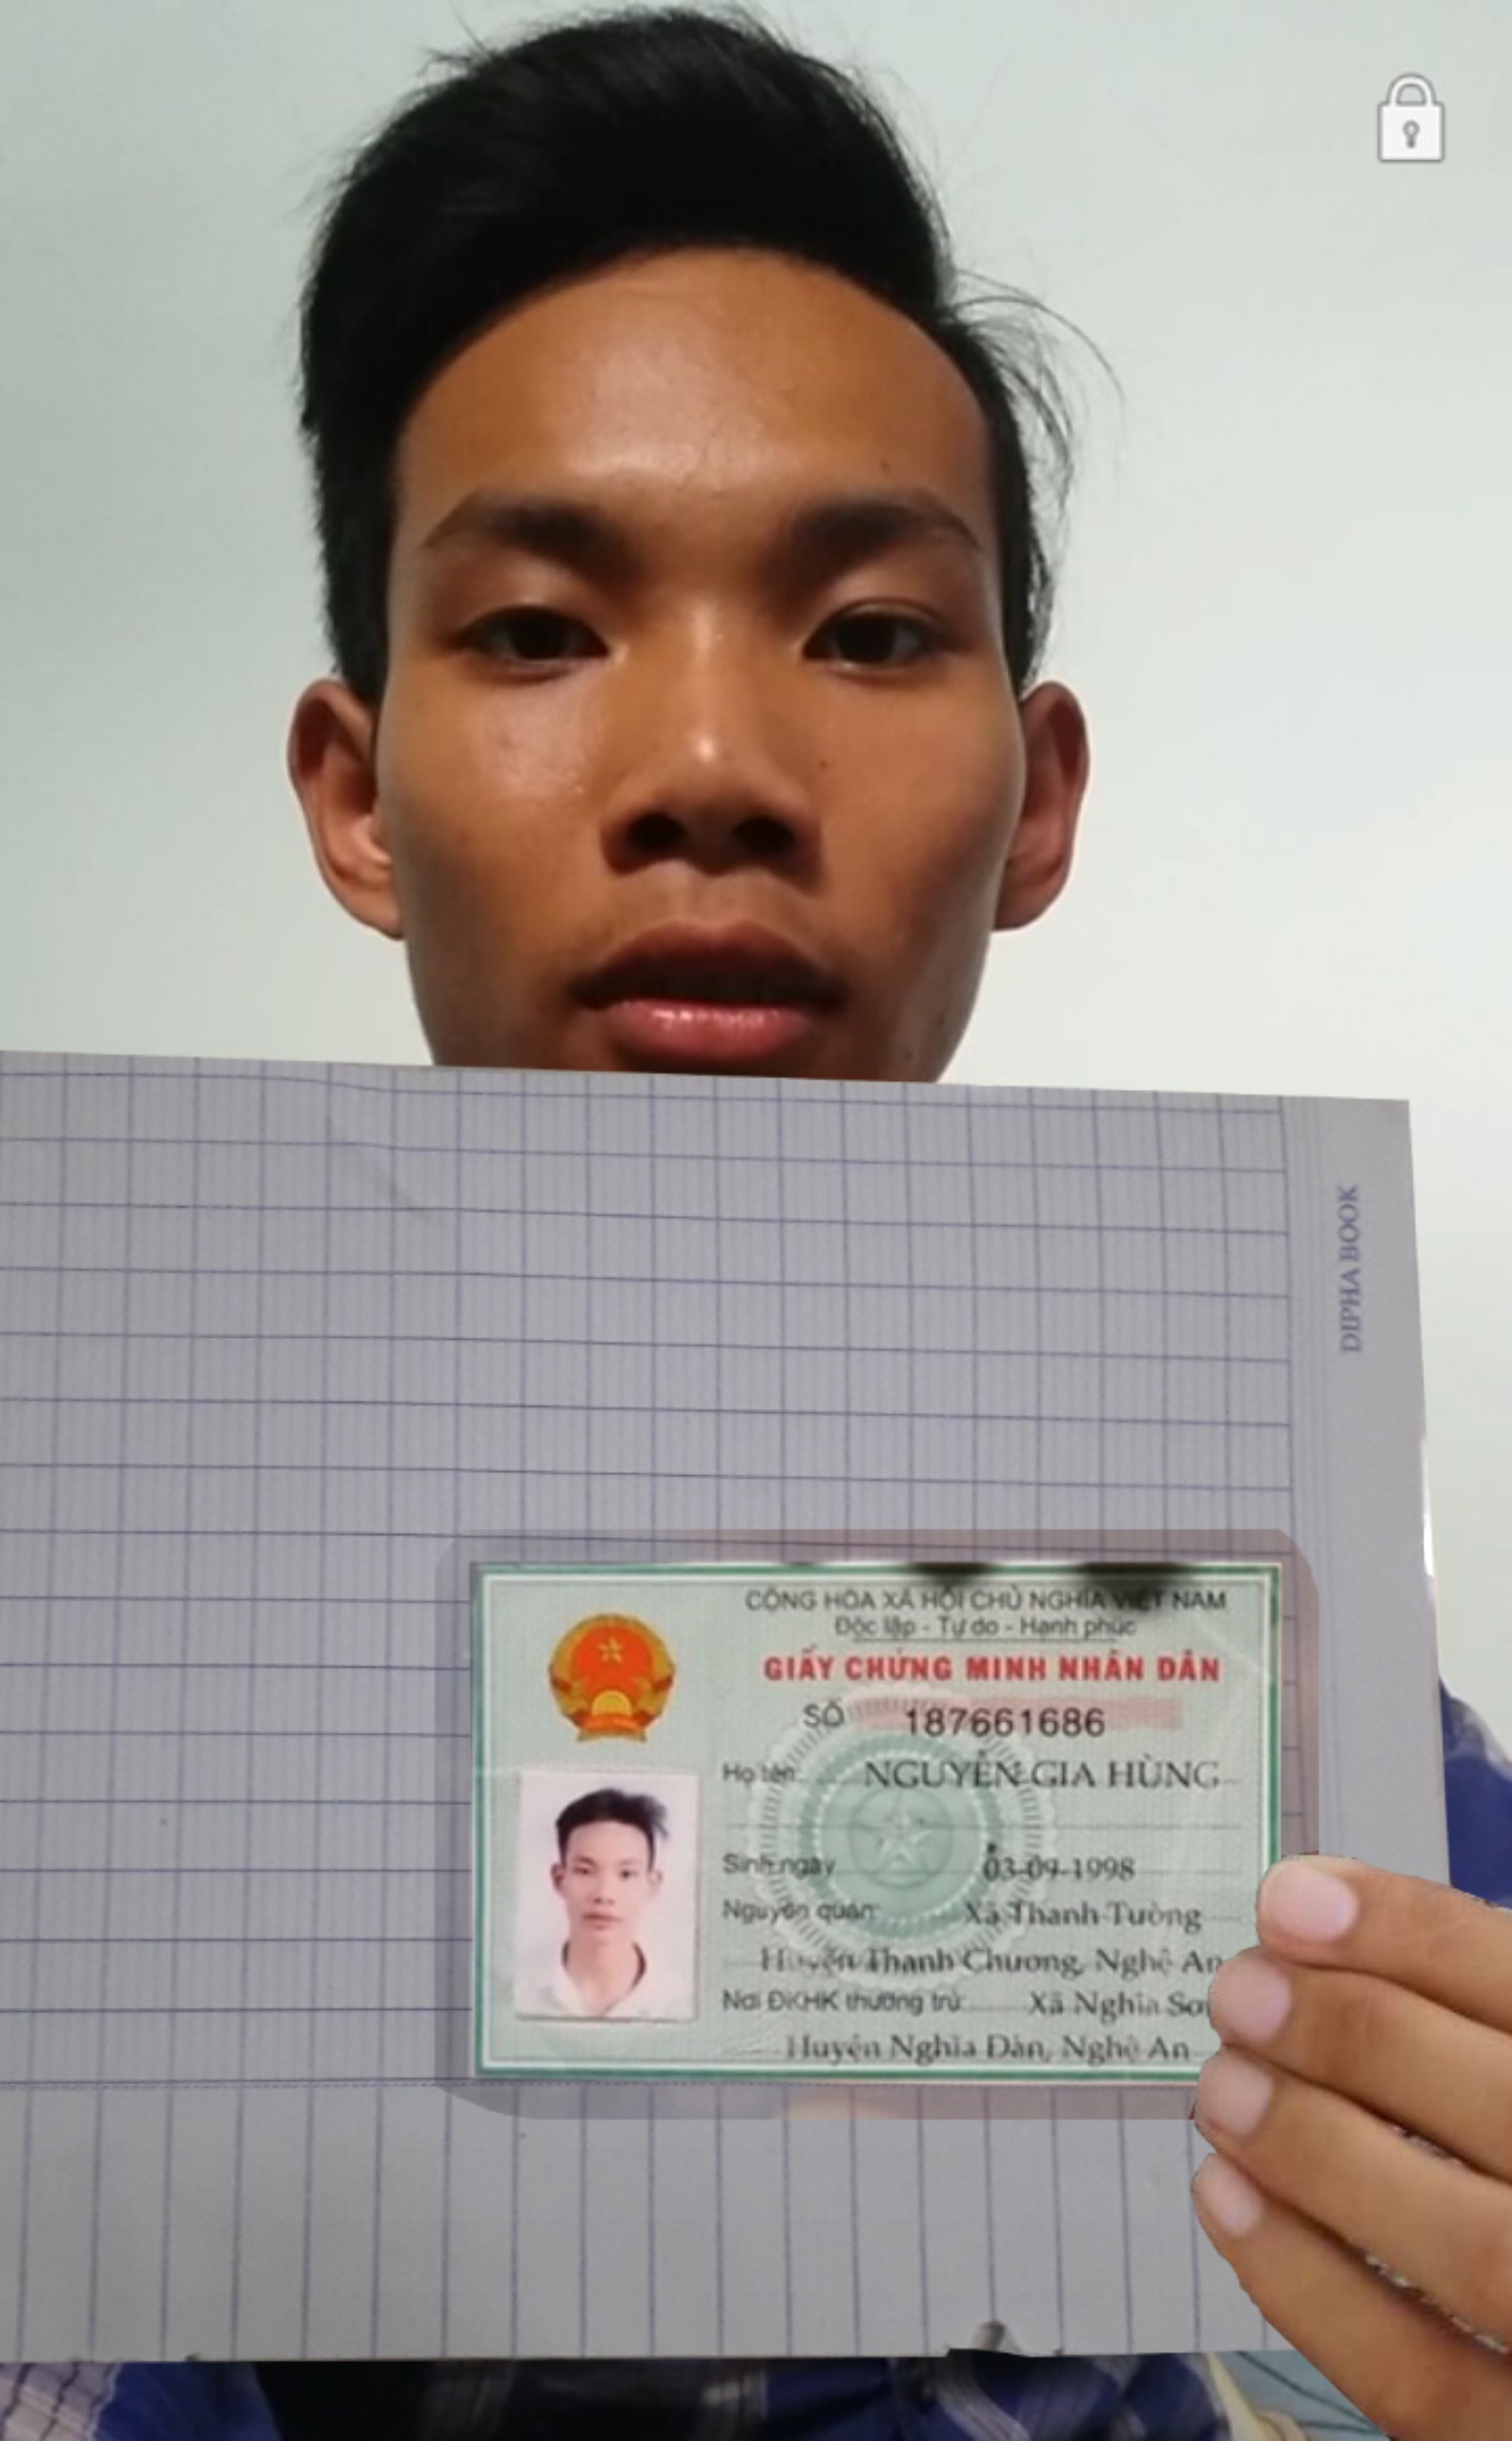 DIPHA BOOK
CỘNG HÒA XÃ HỘI CHỦ NGHĨA VIỆT NAM
Độc lập - Tự do - Hạnh phúc
GIẤY CHỨNG MINH NHÂN DÂN
SỐ 187661686
Họ tên: NGUYỄN GIA HÙNG
Sinh ngày 03-09-1998
Nguyên quán: Xã Thanh Tường
Huyện Thanh Chương, Nghệ An
Nơi ĐKHK thường trú: Xã Nghĩa
Huyện Nghĩa Đàn, Nghệ An